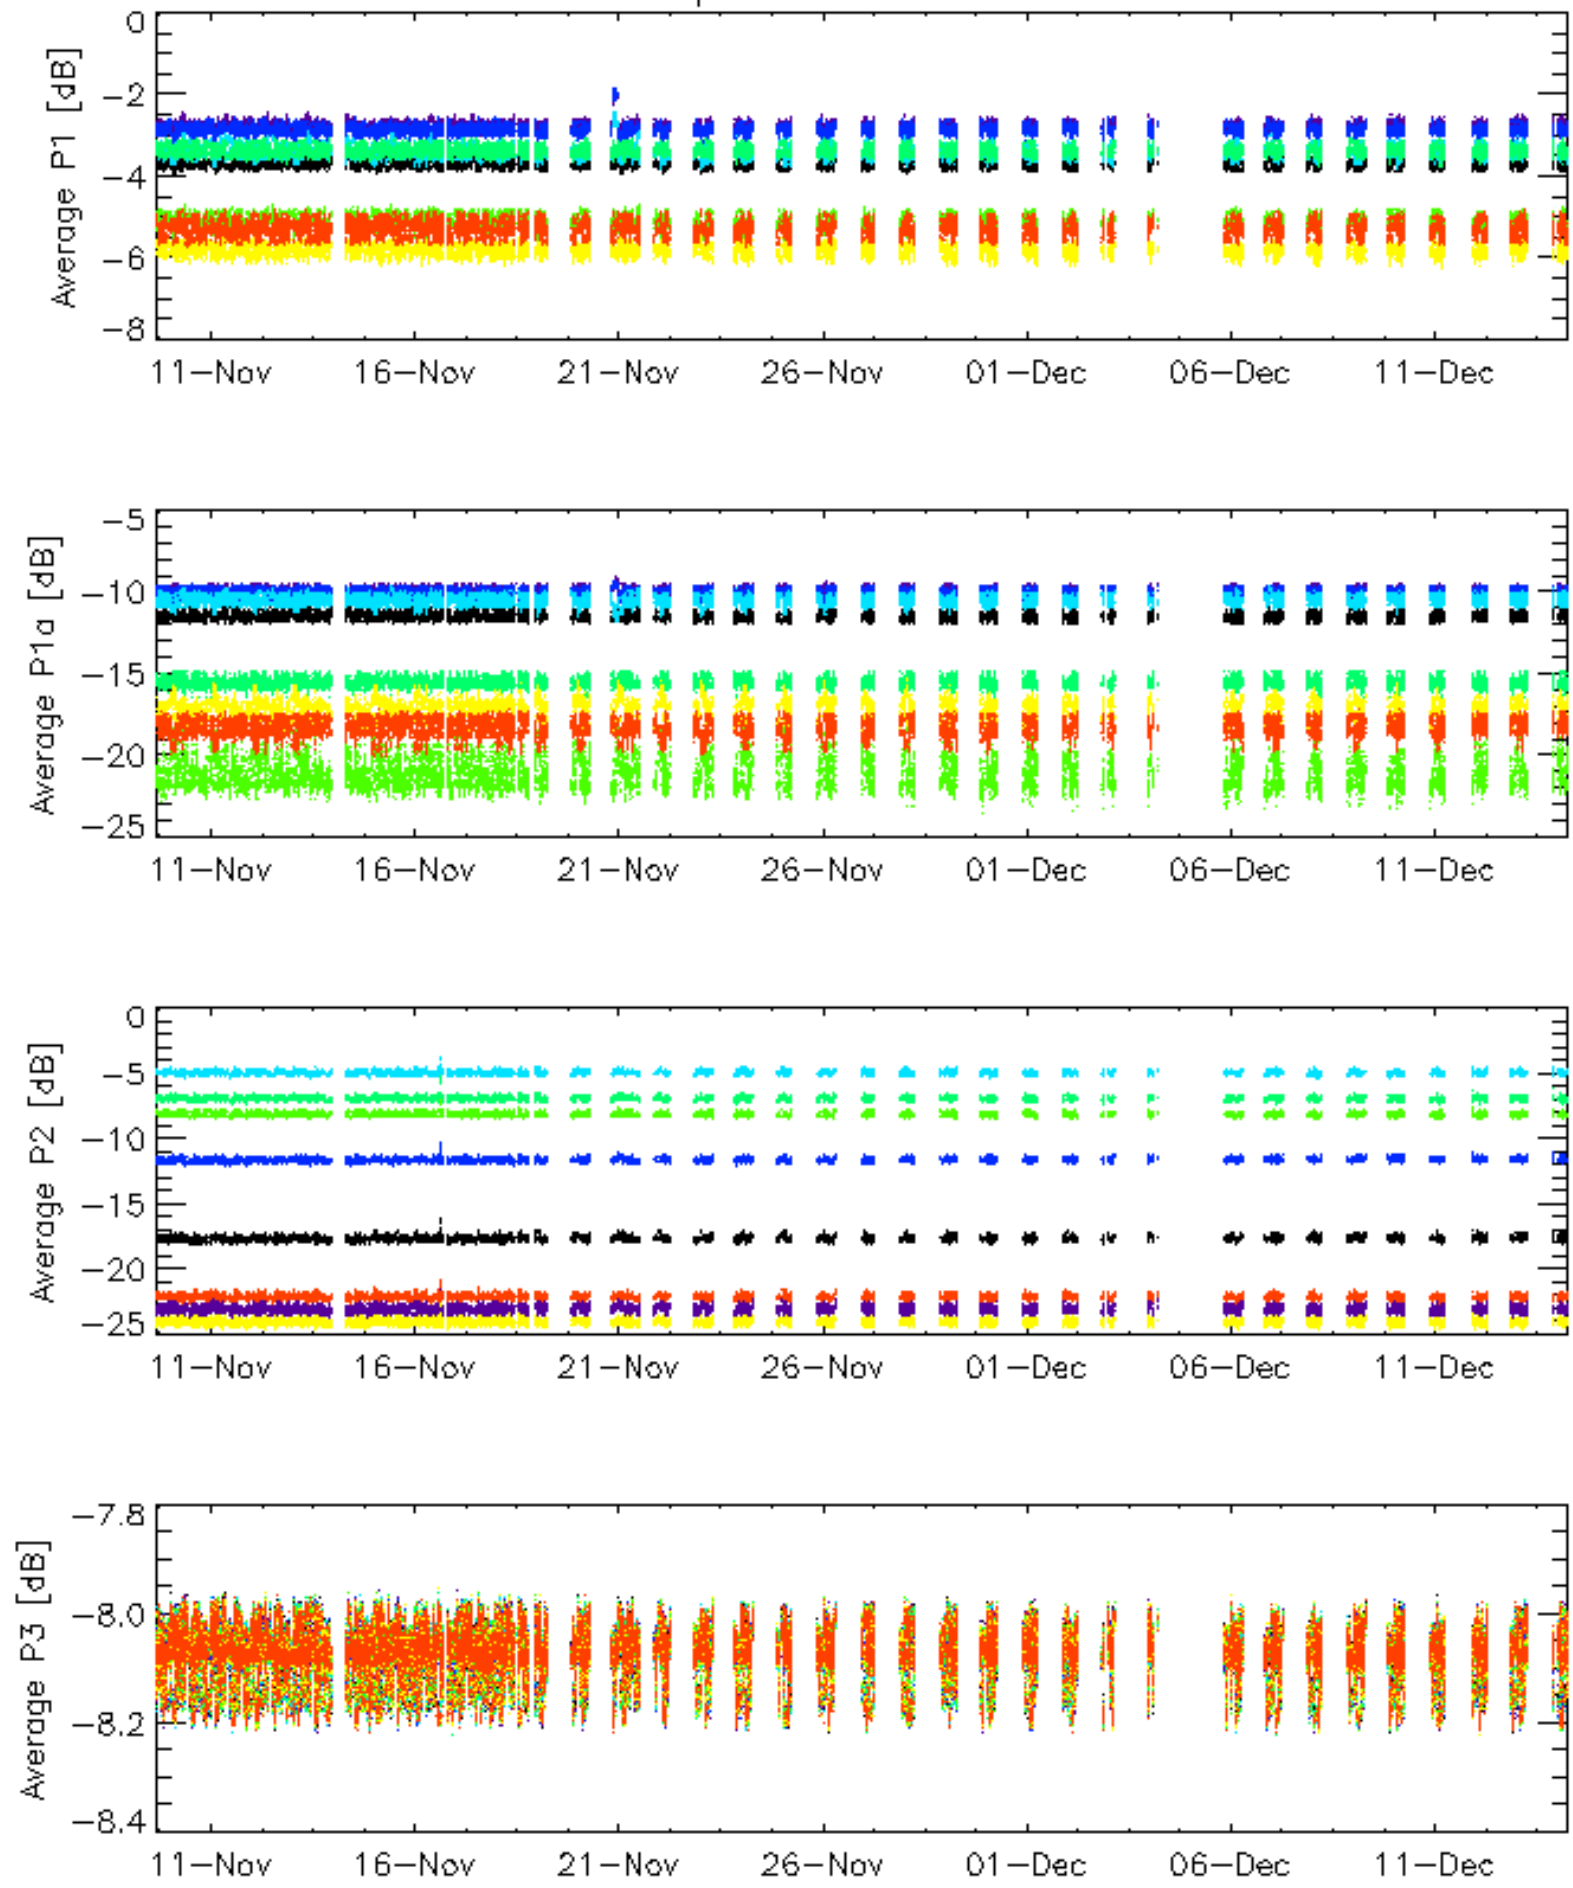 Average P1 [dB]
0
−2
−4
−6
−8
11−Nov 16−Nov 21−Nov 26−Nov 01−Dec 06−Dec 11−Dec
Average P1a [dB]
−5
−10
−15
−20
−25
11−Nov 16−Nov 21−Nov 26−Nov 01−Dec 06−Dec 11−Dec
Average P2 [dB]
0
−5
−10
−15
−20
−25
11−Nov 16−Nov 21−Nov 26−Nov 01−Dec 06−Dec 11−Dec
Average P3 [dB]
−7.8
−8.0
−8.2
−8.4
11−Nov 16−Nov 21−Nov 26−Nov 01−Dec 06−Dec 11−Dec